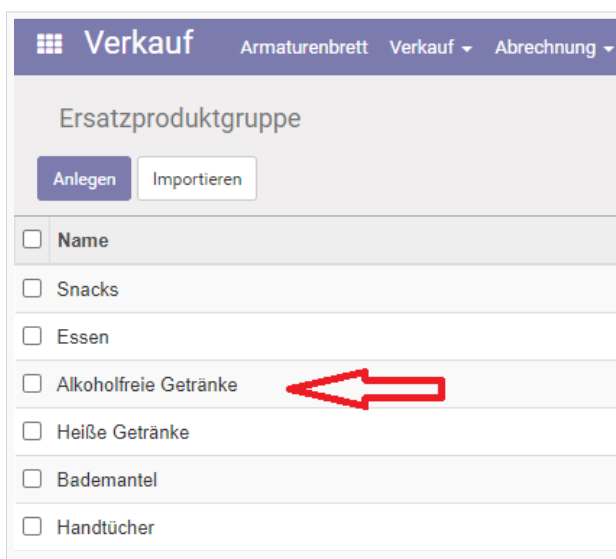 Verkauf Armaturenbrett Verkauf Abrechnung
Ersatzproduktgruppe
Anlegen Importieren
Name
Snacks
Essen
Alkoholfreie Getränke
Heiße Getränke
Bademantel
Handtücher